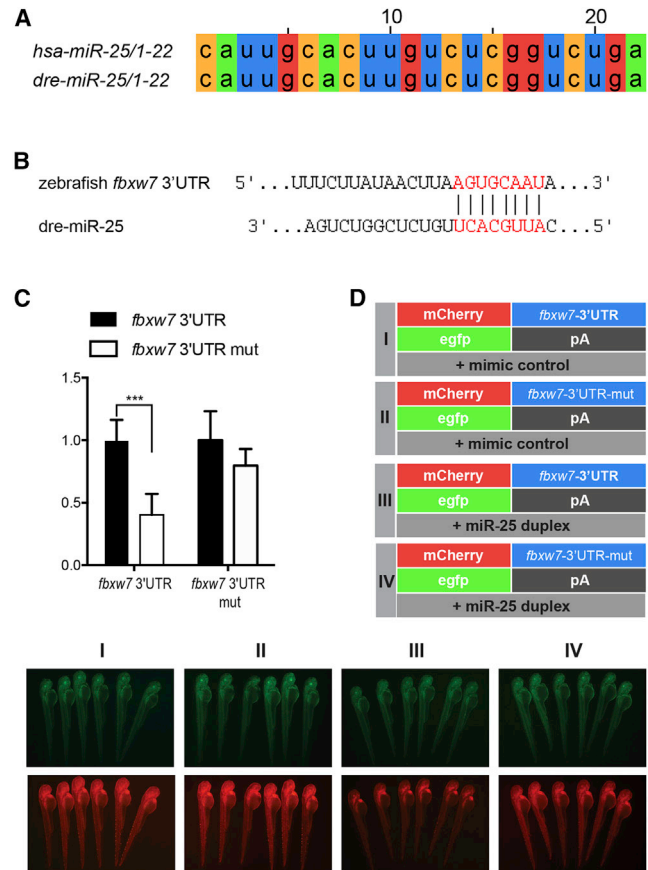 A
10 20
hsa-miR-25/1-22 c a u u g c a c u u g u c u c g g u c u g a
dre-miR-25/1-22 c a u u g c a c u u g u c u c g g u c u g a
B
zebrafish fbxw7 3'UTR 5'...UUUCUUAUAACUUAAGUGCAAUA...3'
dre-miR-25 3'...AGUCUGGCUCUGUUCACGUUAC...5'
C
fbxw7 3'UTR
fbxw7 3'UTR mut
1.5
***
1.0
0.5
0.0
fbxw7 3'UTR
fbxw7 3'UTR
mut
D
I
mCherry fbxw7-3'UTR
egfp pA
+ mimic control
II
mCherry fbxw7-3'UTR-mut
egfp pA
+ mimic control
III
mCherry fbxw7-3'UTR
egfp pA
+ miR-25 duplex
IV
mCherry fbxw7-3'UTR-mut
egfp pA
+ miR-25 duplex
I II III IV